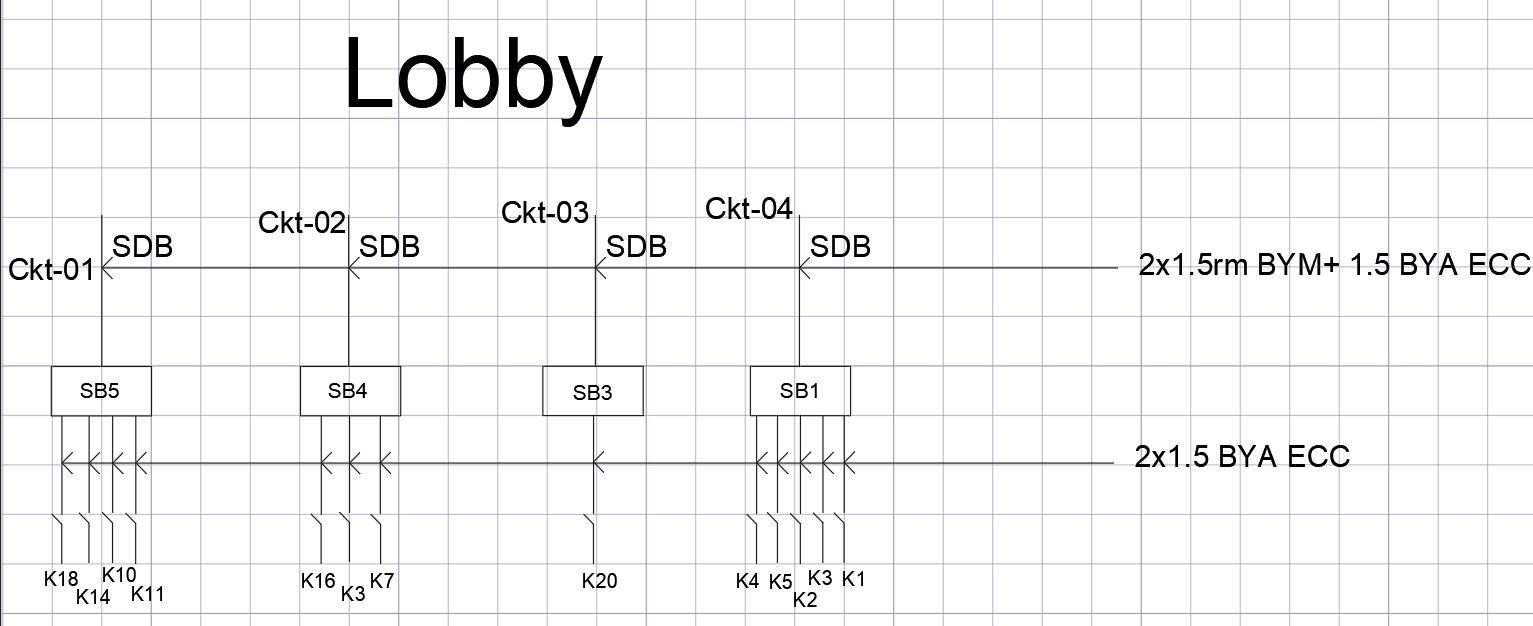 Lobby
Ckt-01
SDB
Ckt-02
SDB
Ckt-03
SDB
Ckt-04
SDB
2x1.5rm BYM+ 1.5 BYA ECC
SB5
SB4
SB3
SB1
2x1.5 BYA ECC
K18
K14
K10
K11
K16
K3
K7
K20
K4
K5
K2
K3
K1